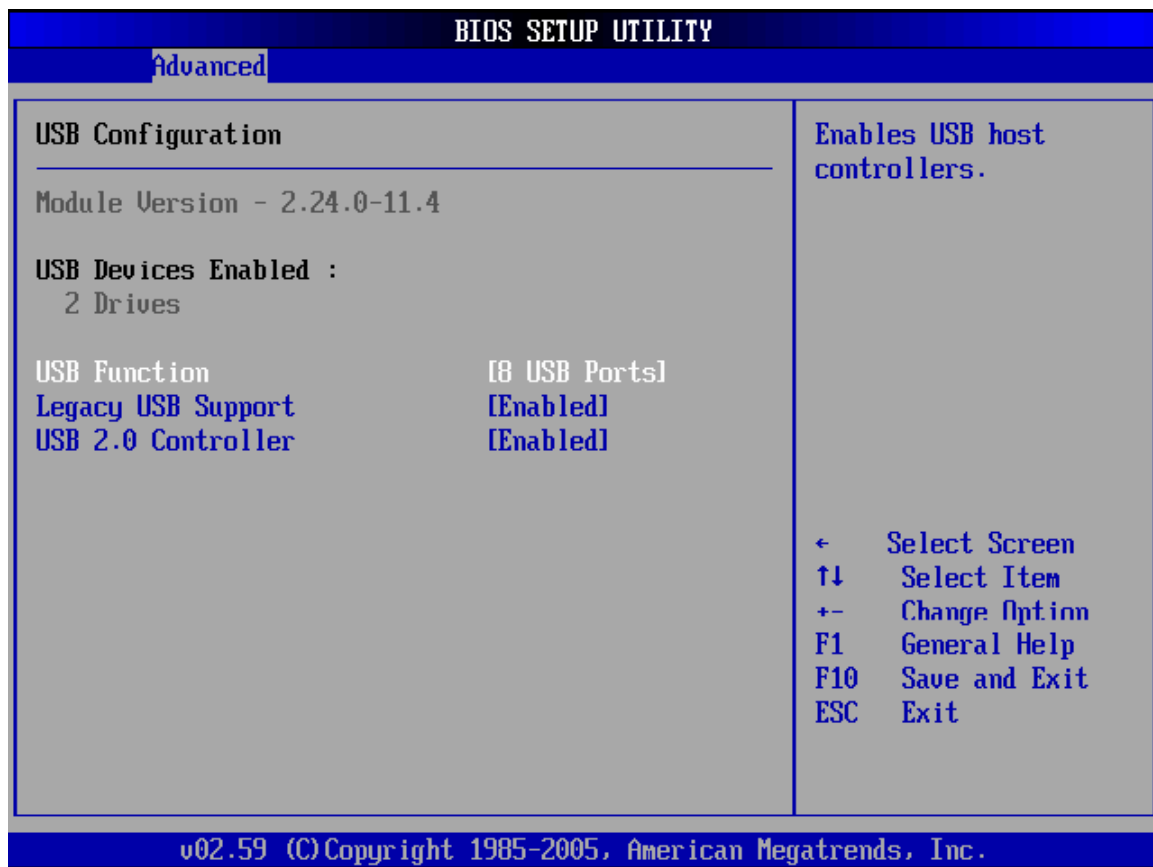 BIOS SETUP UTILITY
Advanced
USB Configuration
Module Version - 2.24.0-11.4
USB Devices Enabled :
2 Drives
USB Function [8 USB Ports]
Legacy USB Support [Enabled]
USB 2.0 Controller [Enabled]
Enables USB host
controllers.
← Select Screen
↑↓ Select Item
+- Change Option
F1 General Help
F10 Save and Exit
ESC Exit
v02.59 (C)Copyright 1985-2005, American Megatrends, Inc.